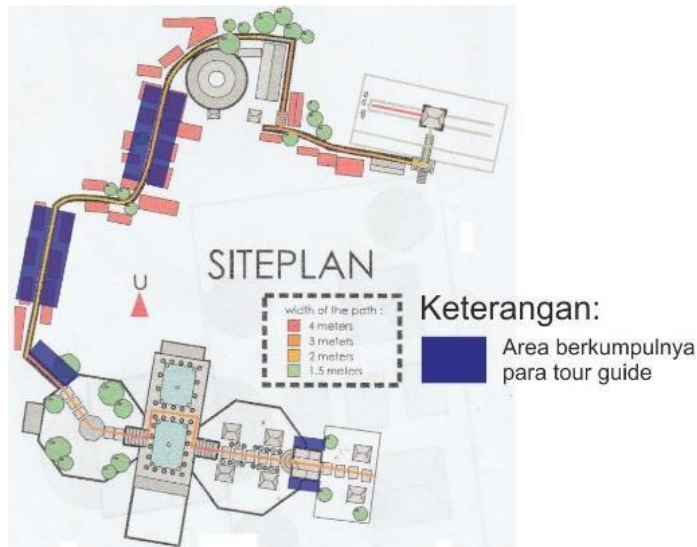 SITEPLAN
U
width of the path :
4 meters
3 meters
2 meters
1.5 meters
Keterangan:
Area berkumpulnya
para tour guide